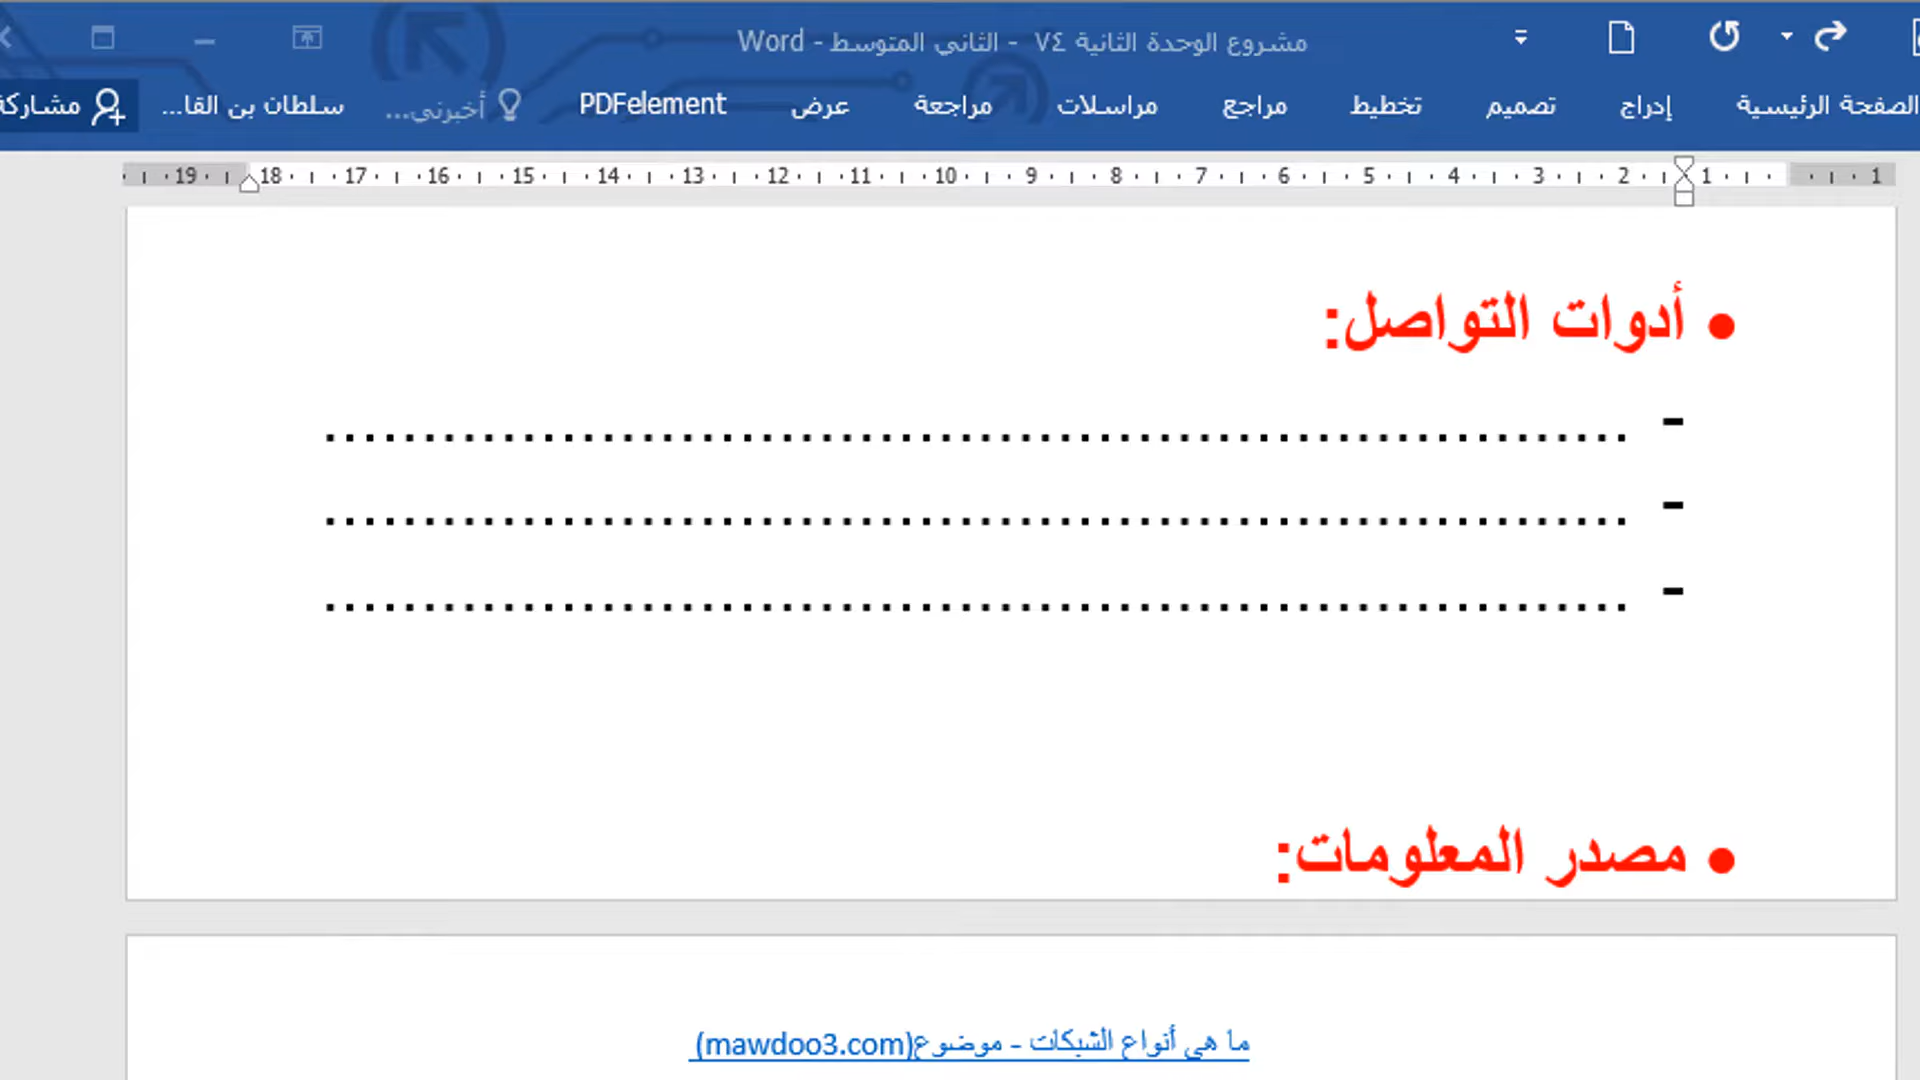 مشروع الوحدة الثانية ٧٤ - الثاني المتوسط - Word
الصفحة الرئيسية إدراج تصميم تخطيط مراجع مراسلات مراجعة عرض PDFelement أخبرني... سلطان بن القا... مشاركة
1 1 2 3 4 5 6 7 8 9 10 11 12 13 14 15 16 17 18 19
• أدوات التواصل:
- ..................................................................
- ..................................................................
- ..................................................................
• مصدر المعلومات:
ما هي أنواع الشبكات - موضوع(mawdoo3.com)